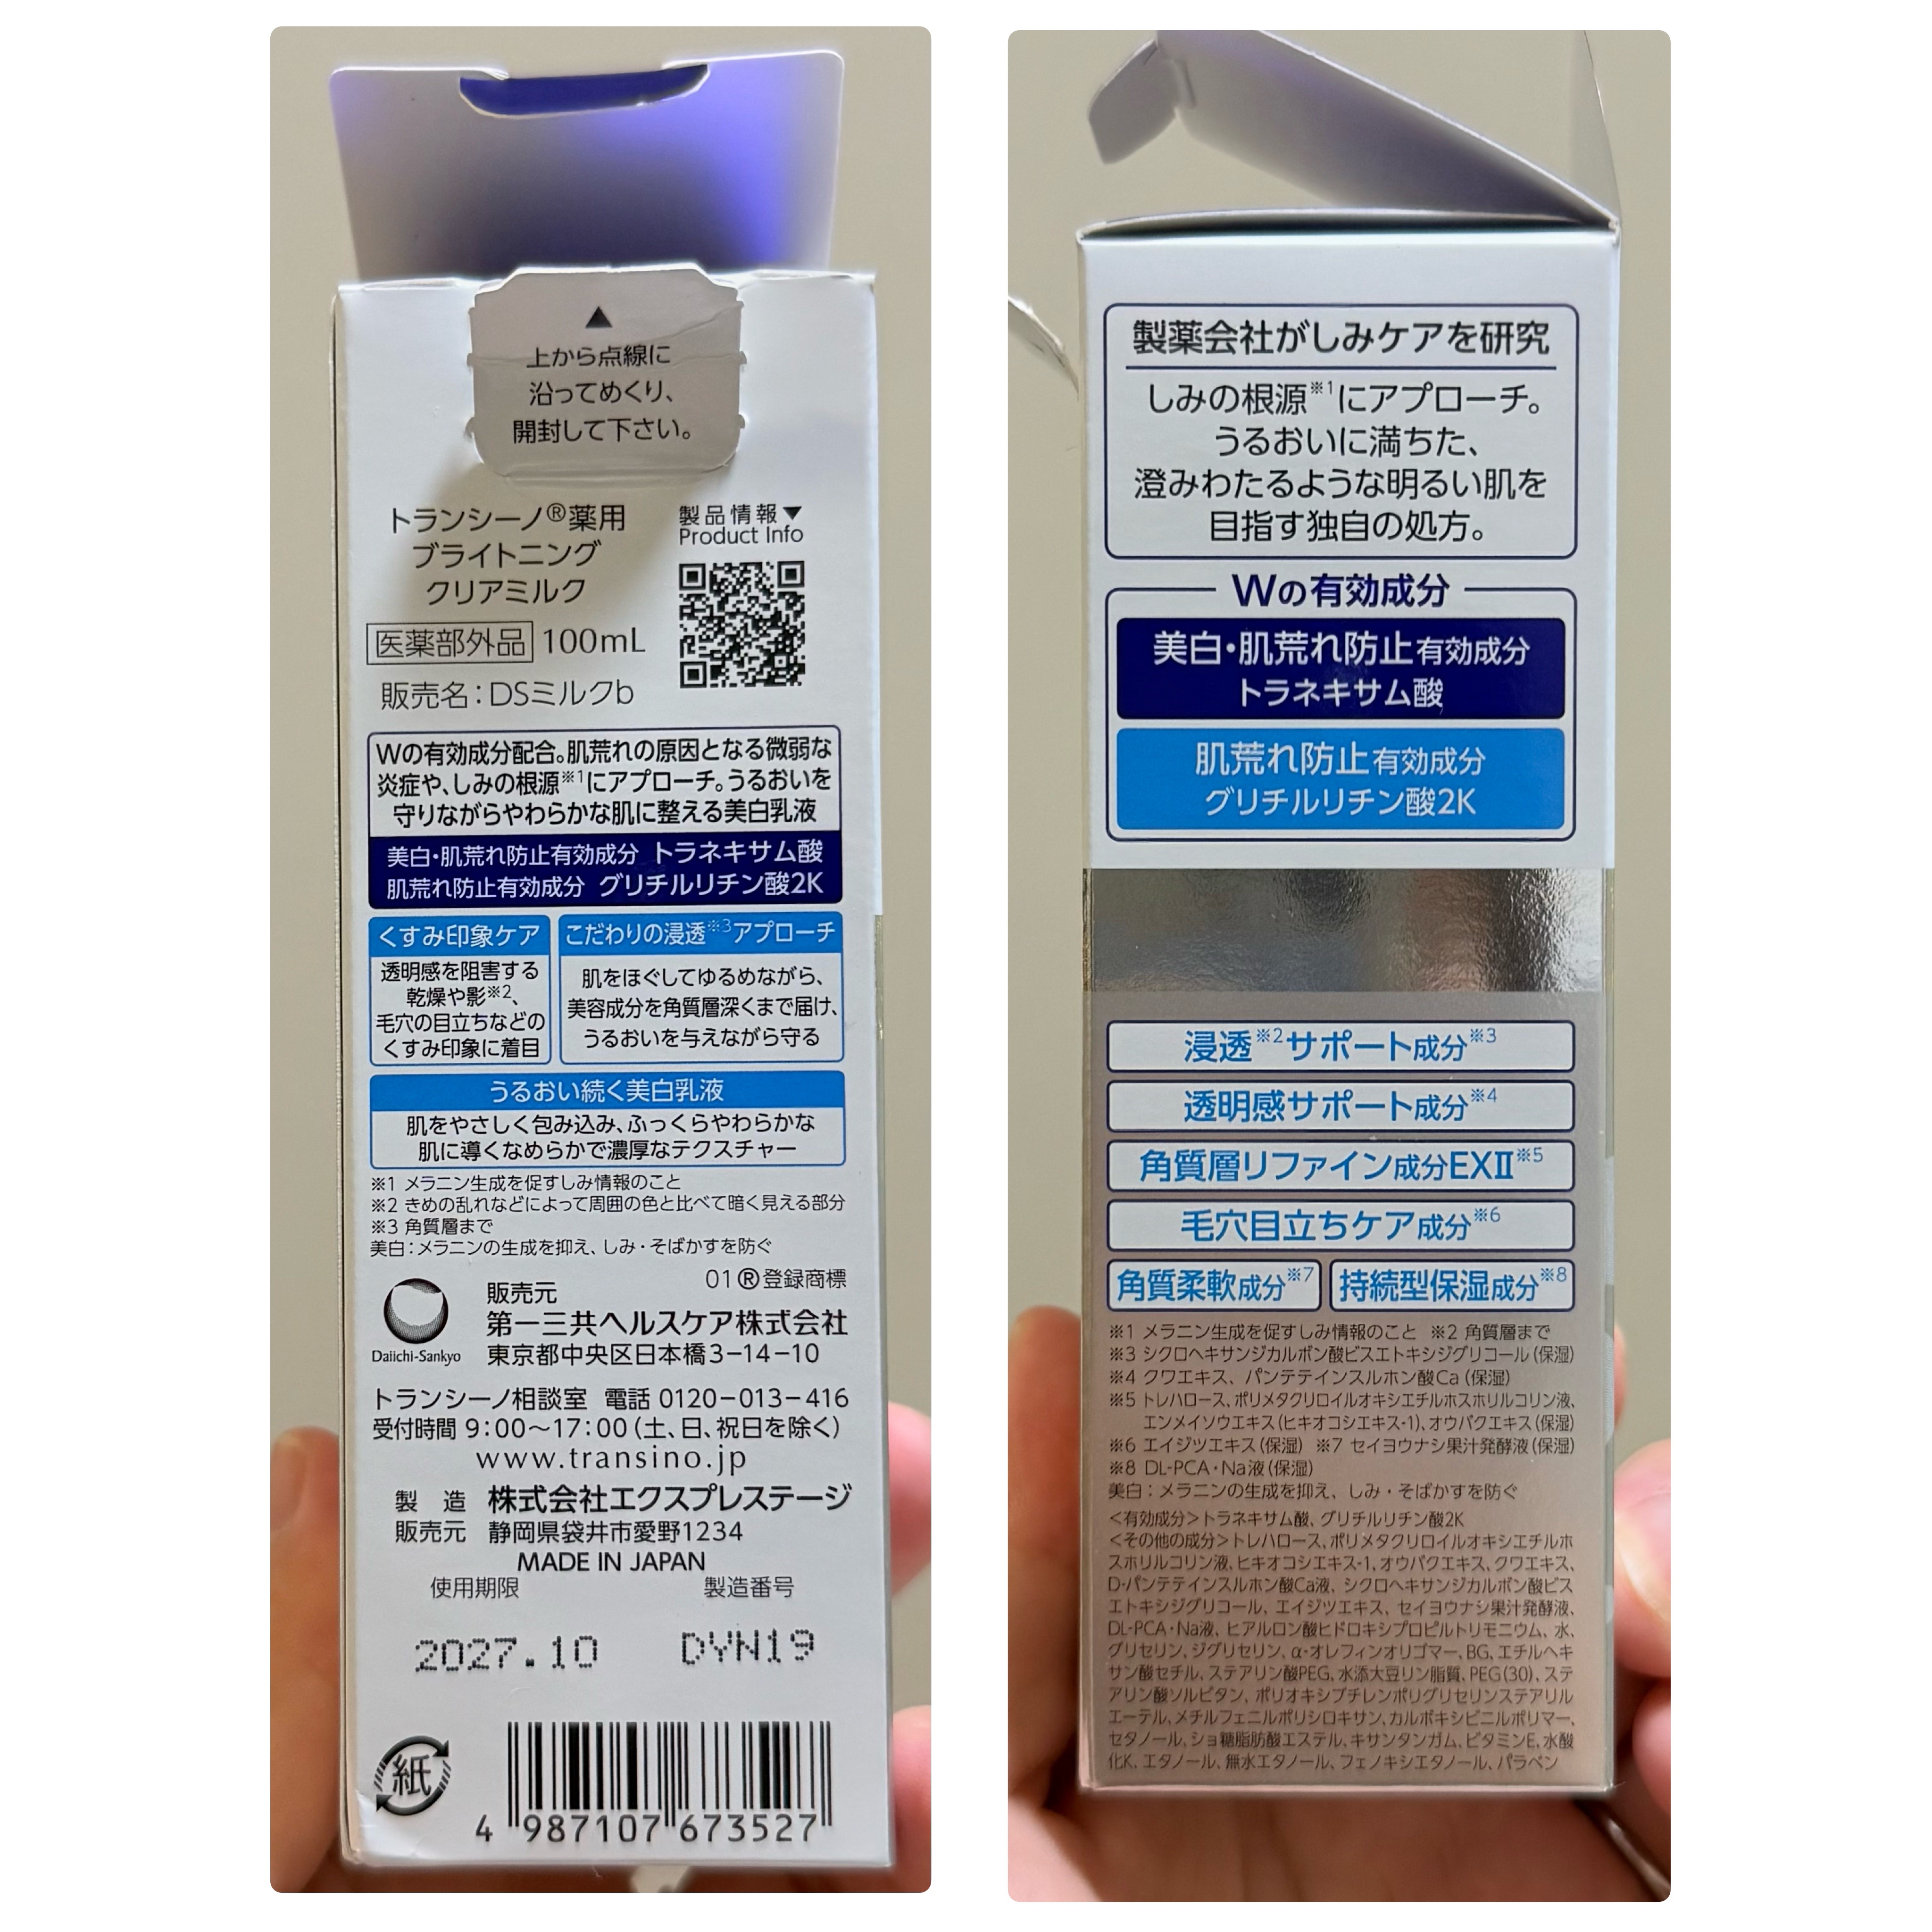 上から点線に
沿ってめくり、
開封して下さい。
トランシーノ®薬用
ブライトニング
クリアミルク
医薬部外品 100mL
販売名：DSミルクb
製品情報▼
Product Info
Wの有効成分配合。肌荒れの原因となる微弱な
炎症や、しみの根源※1にアプローチ。うるおいを
守りながらやわらかな肌に整える美白乳液
美白・肌荒れ防止有効成分 トラネキサム酸
肌荒れ防止有効成分 グリチルリチン酸2K
くすみ印象ケア
透明感を阻害する
乾燥や影※2、
毛穴の目立ちなどの
くすみ印象に着目
こだわりの浸透※3アプローチ
肌をほぐしてゆるめながら、
美容成分を角質層深くまで届け、
うるおいを与えながら守る
うるおい続く美白乳液
肌をやさしく包み込み、ふっくらやわらかな
肌に導くなめらかで濃厚なテクスチャー
※1 メラニン生成を促すしみ情報のこと
※2 きめの乱れなどによって周囲の色と比べて暗く見える部分
※3 角質層まで
美白：メラニンの生成を抑え、しみ・そばかすを防ぐ
01 ®登録商標
Daiichi-Sankyo
販売元
第一三共ヘルスケア株式会社
東京都中央区日本橋3-14-10
トランシーノ相談室 電話 0120-013-416
受付時間 9：00〜17：00（土、日、祝日を除く）
www.transino.jp
製 造 株式会社エクスプレステージ
販売元 静岡県袋井市愛野1234
MADE IN JAPAN
使用期限 製造番号
2027.10 DYN19
紙
4 987107 673527
製薬会社がしみケアを研究
しみの根源※1にアプローチ。
うるおいに満ちた、
澄みわたるような明るい肌を
目指す独自の処方。
Wの有効成分
美白・肌荒れ防止有効成分
トラネキサム酸
肌荒れ防止有効成分
グリチルリチン酸2K
浸透※2サポート成分※3
透明感サポート成分※4
角質層リファイン成分EXⅡ※5
毛穴目立ちケア成分※6
角質柔軟成分※7 持続型保湿成分※8
※1 メラニン生成を促すしみ情報のこと ※2 角質層まで
※3 シクロヘキサンジカルボン酸ビスエトキシジグリコール（保湿）
※4 クワエキス、パンテテインスルホン酸Ca（保湿）
※5 トレハロース、ポリメタクリロイルオキシエチルホスホリルコリン液、
エンメイソウエキス（ヒキオコシエキス-1）、オウバクエキス（保湿）
※6 エイジツエキス（保湿） ※7 セイヨウナシ果汁発酵液（保湿）
※8 DL-PCA・Na液（保湿）
美白：メラニンの生成を抑え、しみ・そばかすを防ぐ
＜有効成分＞トラネキサム酸、グリチルリチン酸2K
＜その他の成分＞トレハロース、ポリメタクリロイルオキシエチルホ
スホリルコリン液、ヒキオコシエキス-1、オウバクエキス、クワエキス、
D-パンテテインスルホン酸Ca液、シクロヘキサンジカルボン酸ビス
エトキシジグリコール、エイジツエキス、セイヨウナシ果汁発酵液、
DL-PCA・Na液、ヒアルロン酸ヒドロキシプロピルトリモニウム、水、
グリセリン、ジグリセリン、α-オレフィンオリゴマー、BG、エチルヘキ
サン酸セチル、ステアリン酸PEG、水添大豆リン脂質、PEG(30)、ステ
アリン酸ソルビタン、ポリオキシブチレンポリグリセリンステアリル
エーテル、メチルフェニルポリシロキサン、カルボキシビニルポリマー、
セタノール、ショ糖脂肪酸エステル、キサンタンガム、ビタミンE、水酸
化K、エタノール、無水エタノール、フェノキシエタノール、パラベン